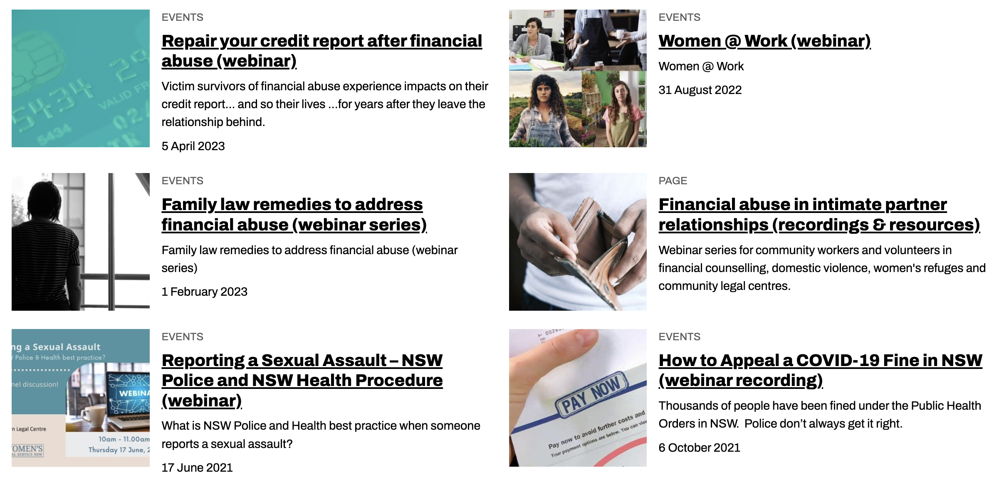 5434
29
VALID FR
02/
5434
TR
EVENTS
Repair your credit report after financial
abuse (webinar)
Victim survivors of financial abuse experience impacts on their
credit report... and so their lives ...for years after they leave the
relationship behind.
5 April 2023
EVENTS
Women @ Work (webinar)
Women @ Work
31 August 2022
EVENTS
Family law remedies to address
financial abuse (webinar series)
Family law remedies to address financial abuse (webinar
series)
1 February 2023
PAGE
Financial abuse in intimate partner
relationships (recordings & resources)
Webinar series for community workers and volunteers in
financial counselling, domestic violence, women's refuges and
community legal centres.
ng a Sexual Assault
Police & Health best practice?
nel discussion!
WEBINA
n Legal Centre
10am - 11.00am
OMEN'S
AL SERVICE NSW
Thursday 17 June, 2
EVENTS
Reporting a Sexual Assault – NSW
Police and NSW Health Procedure
(webinar)
What is NSW Police and Health best practice when someone
reports a sexual assault?
17 June 2021
PAY NOW
Pay now to avoid further costs and
Your payment options are below. You can view
EVENTS
How to Appeal a COVID-19 Fine in NSW
(webinar recording)
Thousands of people have been fined under the Public Health
Orders in NSW.  Police don’t always get it right.
6 October 2021